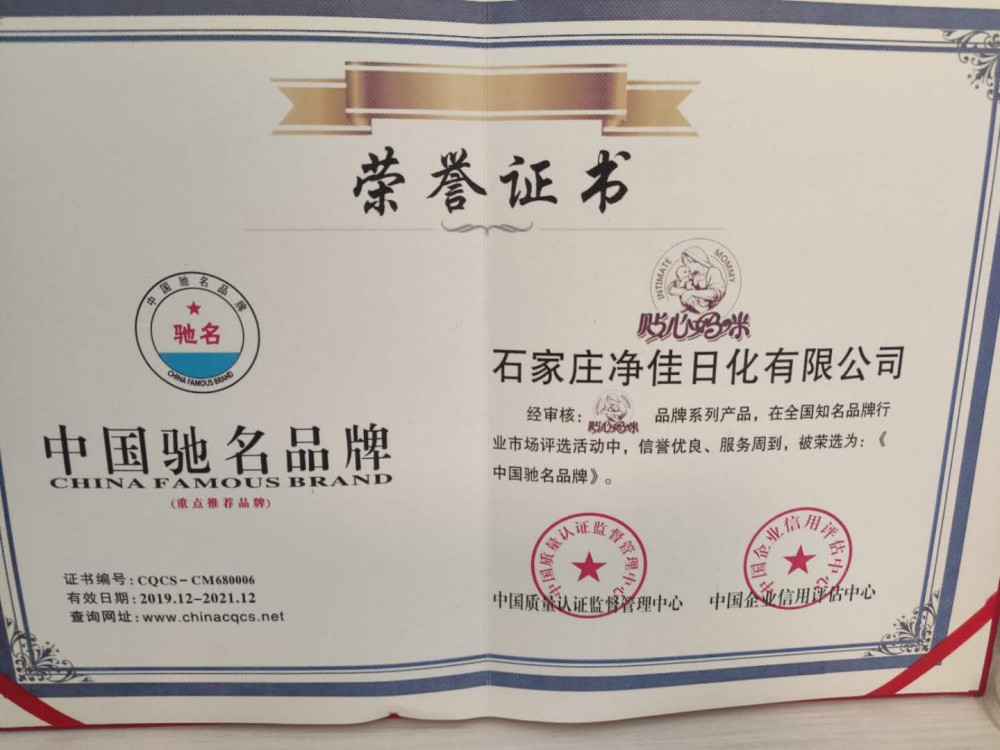 荣誉证书
中国驰名品牌
驰名
CHINA FAMOUS BRAND
中国驰名品牌
CHINA FAMOUS BRAND
(重点推荐品牌)
证书编号:CQCS-CM680006
有效日期:2019.12-2021.12
查询网址:www.chinacqcs.net
INTIMATE MOMMY
贴心妈咪
石家庄净佳日化有限公司
经审核:贴心妈咪 品牌系列产品,在全国知名品牌行
业市场评选活动中,信誉优良、服务周到,被荣选为:《
中国驰名品牌》。
中国质量认证监督管理中心
中国企业信用评估中心
中国质量认证监督管理中心
中国企业信用评估中心